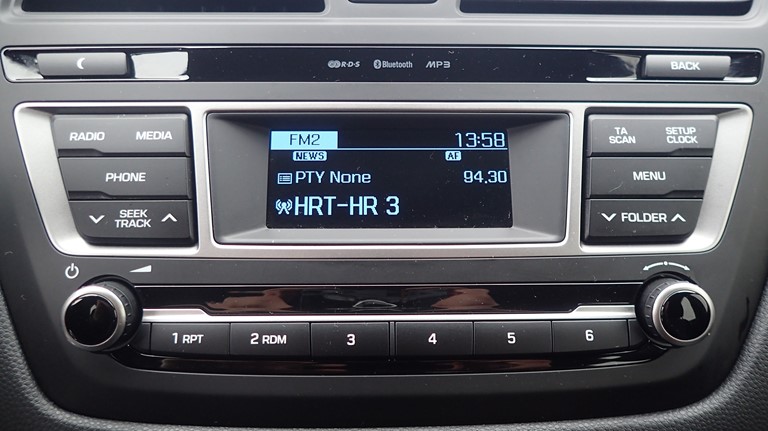 R·D·S Bluetooth MP3
BACK
RADIO MEDIA
PHONE
SEEK
TRACK
FM2 13:58
NEWS AF
PTY None 94.30
HRT-HR 3
TA
SCAN
SETUP
CLOCK
MENU
FOLDER
1 RPT 2 RDM 3 4 5 6